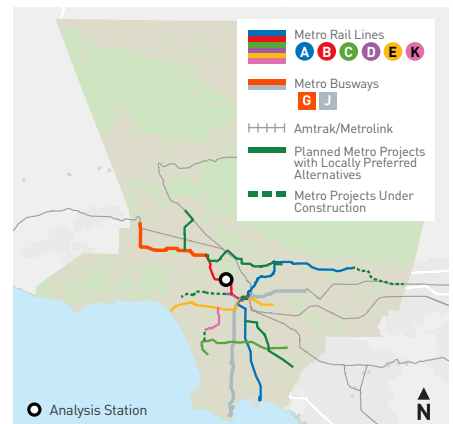 Metro Rail Lines
A B C D E K
Metro Busways
G J
Amtrak/Metrolink
Planned Metro Projects
with Locally Preferred
Alternatives
Metro Projects Under
Construction
Analysis Station
N